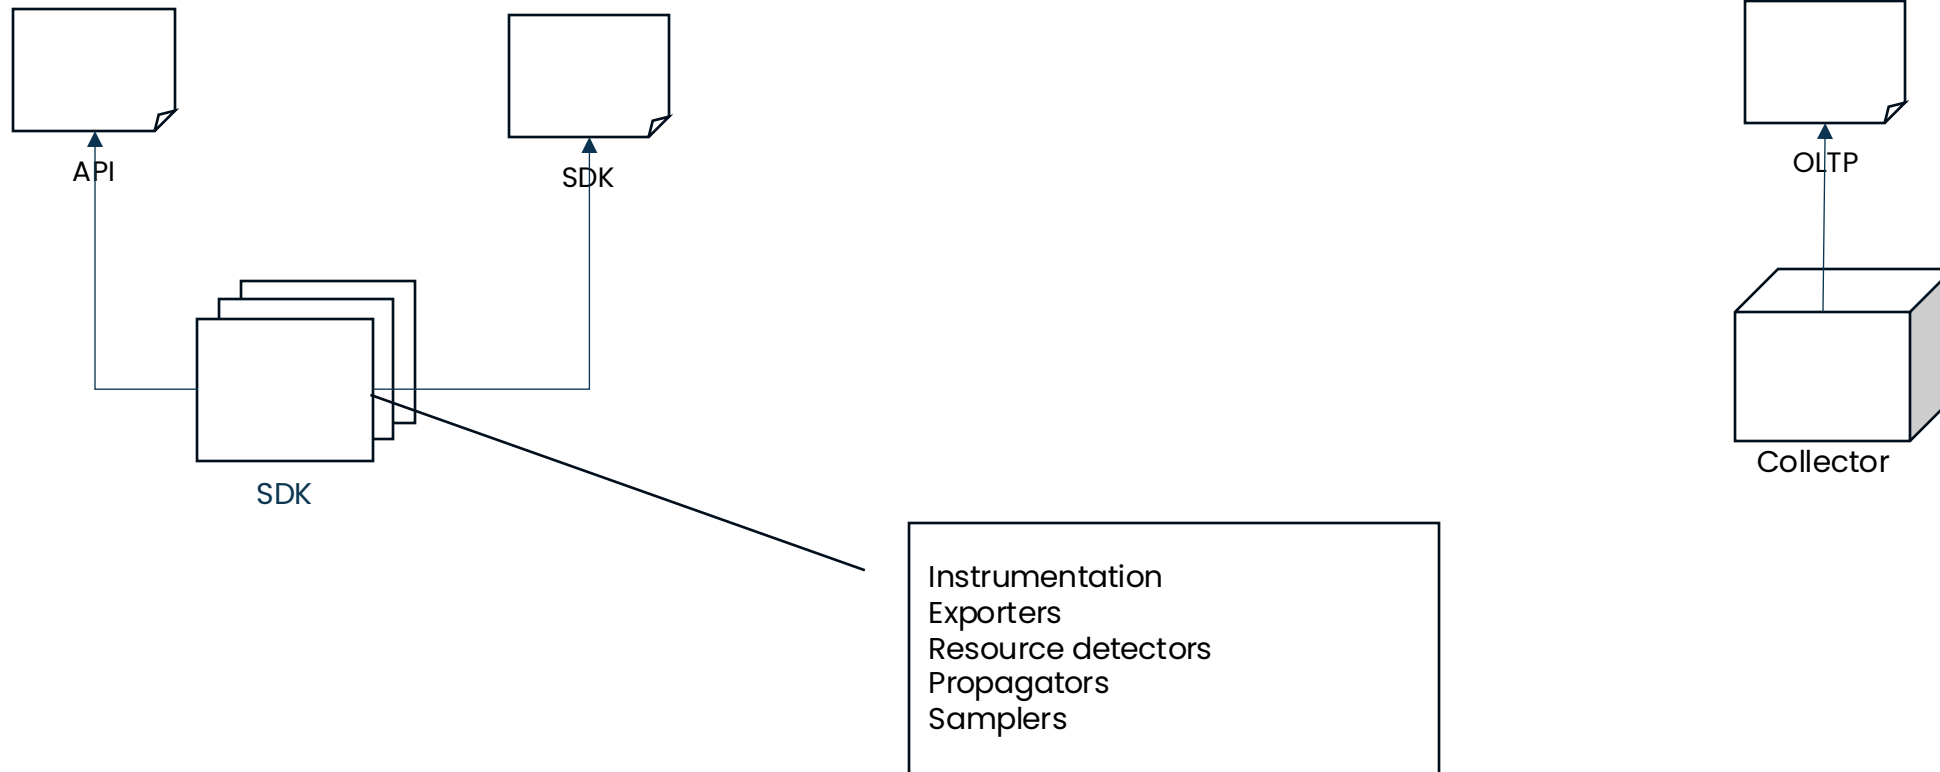 API
SDK
OLTP
SDK
Collector
Instrumentation
Exporters
Resource detectors
Propagators
Samplers